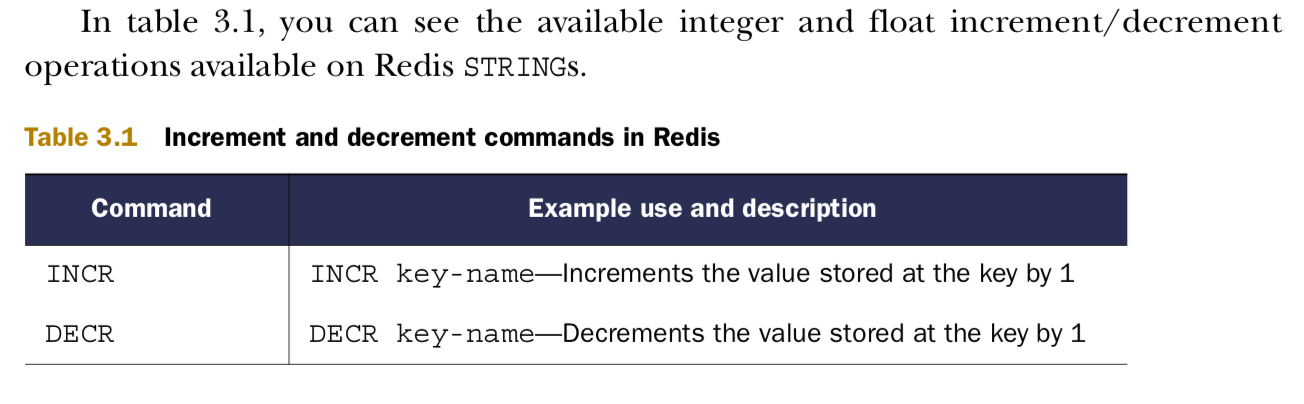 In table 3.1, you can see the available integer and float increment/decrement
operations available on Redis STRINGs.
Table 3.1 Increment and decrement commands in Redis
Command Example use and description
INCR INCR key-name—Increments the value stored at the key by 1
DECR DECR key-name—Decrements the value stored at the key by 1